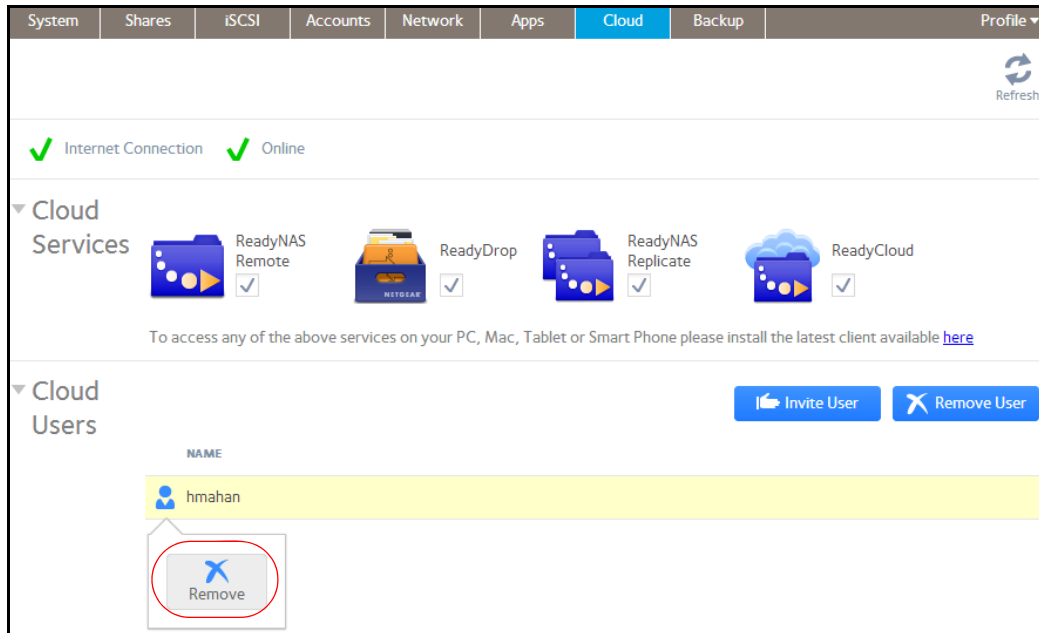 System Shares iSCSI Accounts Network Apps Cloud Backup Profile
Refresh
Internet Connection Online
Cloud Services
ReadyNAS Remote
ReadyDrop
ReadyNAS Replicate
ReadyCloud
NETGEAR
To access any of the above services on your PC, Mac, Tablet or Smart Phone please install the latest client available here
Cloud Users
Invite User Remove User
NAME
hmahan
Remove